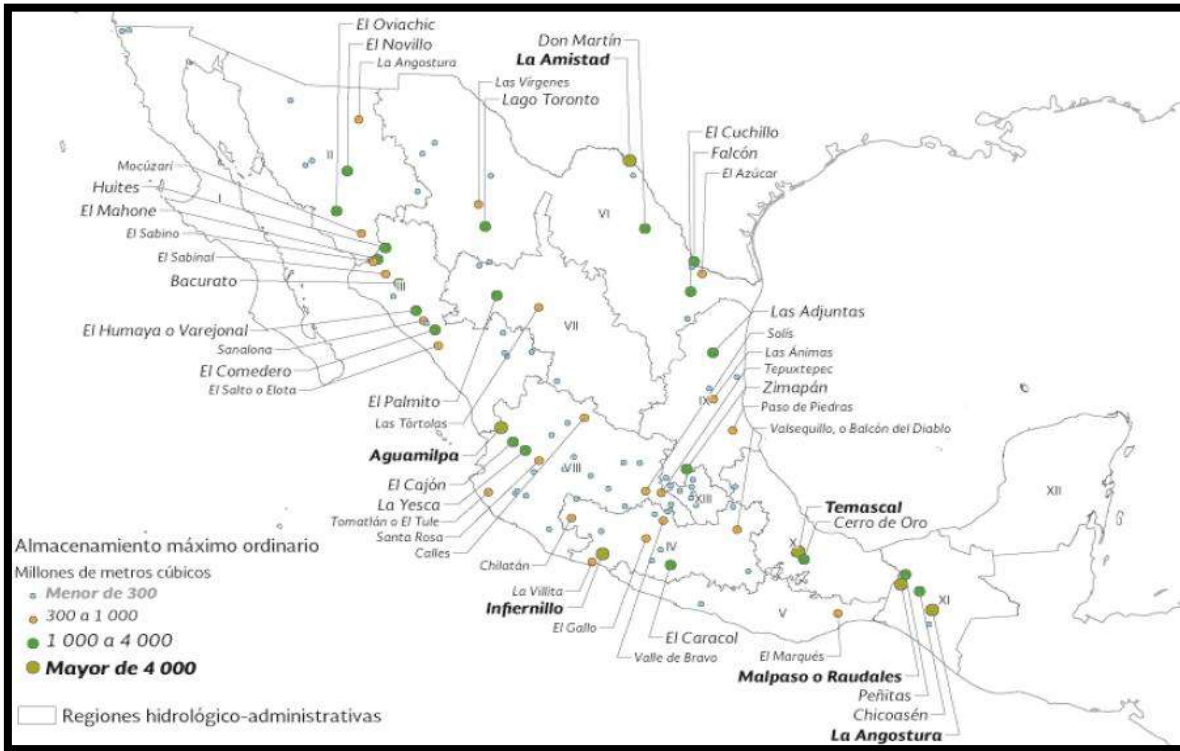 El Oviachic
El Novillo
La Angostura
Don Martín
La Amistad
Las Vírgenes
Lago Toronto
El Cuchillo
Falcón
El Azúcar
Mocúzari
Huites
El Mahone
El Sabino
El Sabinal
Bacurato
El Humaya o Varejonal
Sanalona
El Comedero
El Salto o Elota
El Palmito
Las Tórtolas
Aguamilpa
El Cajón
La Yesca
Tomatlán o El Tule
Santa Rosa
Calles
Las Adjuntas
Solís
Las Ánimas
Tepuxtepec
Zimapán
Paso de Piedras
Valsequillo, o Balcón del Diablo
Temascal
Cerro de Oro
Chilatán
La Villita
Infiernillo
El Gallo
El Caracol
Valle de Bravo
El Marqués
Malpaso o Raudales
Peñitas
Chicoasén
La Angostura
I
II
III
IV
V
VI
VII
VIII
IX
X
XI
XII
XIII
Almacenamiento máximo ordinario
Millones de metros cúbicos
Menor de 300
300 a 1 000
1 000 a 4 000
Mayor de 4 000
Regiones hidrológico-administrativas